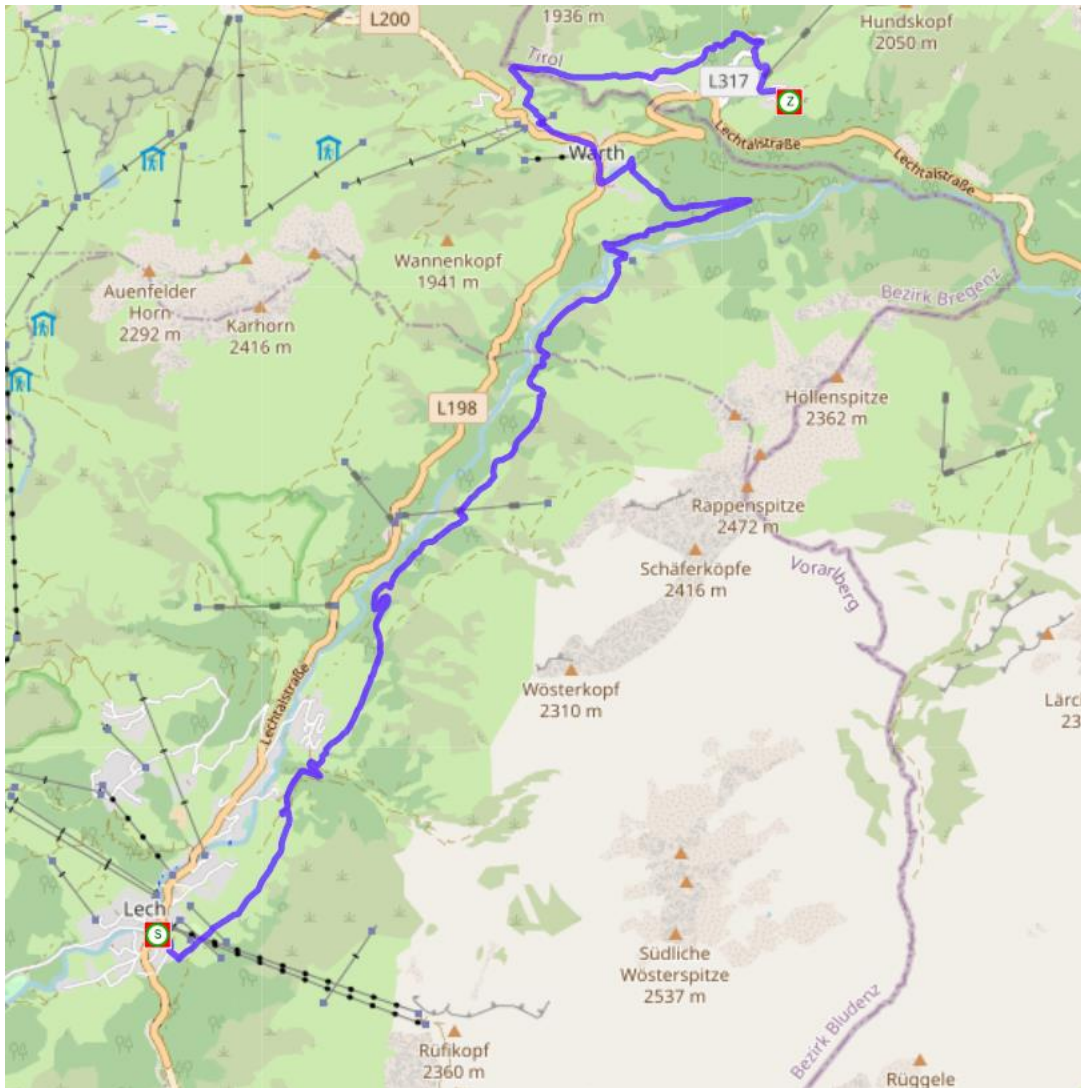 L200
1936 m
Hundskopf
2050 m
Tirol
L317
Z
Lechtalstraße
Lechtalstraße
Warth
Wannenkopf
1941 m
Auenfelder
Horn
2292 m
Karhorn
2416 m
Bezirk Bregenz
Höllenspitze
2362 m
L198
Rappenspitze
2472 m
Schäferköpfe
2416 m
Vorarlberg
Wösterkopf
2310 m
Lärc
23
Lechtalstraße
Lech
S
Südliche
Wösterspitze
2537 m
Bezirk Bludenz
Rüfikopf
2360 m
Rüggele